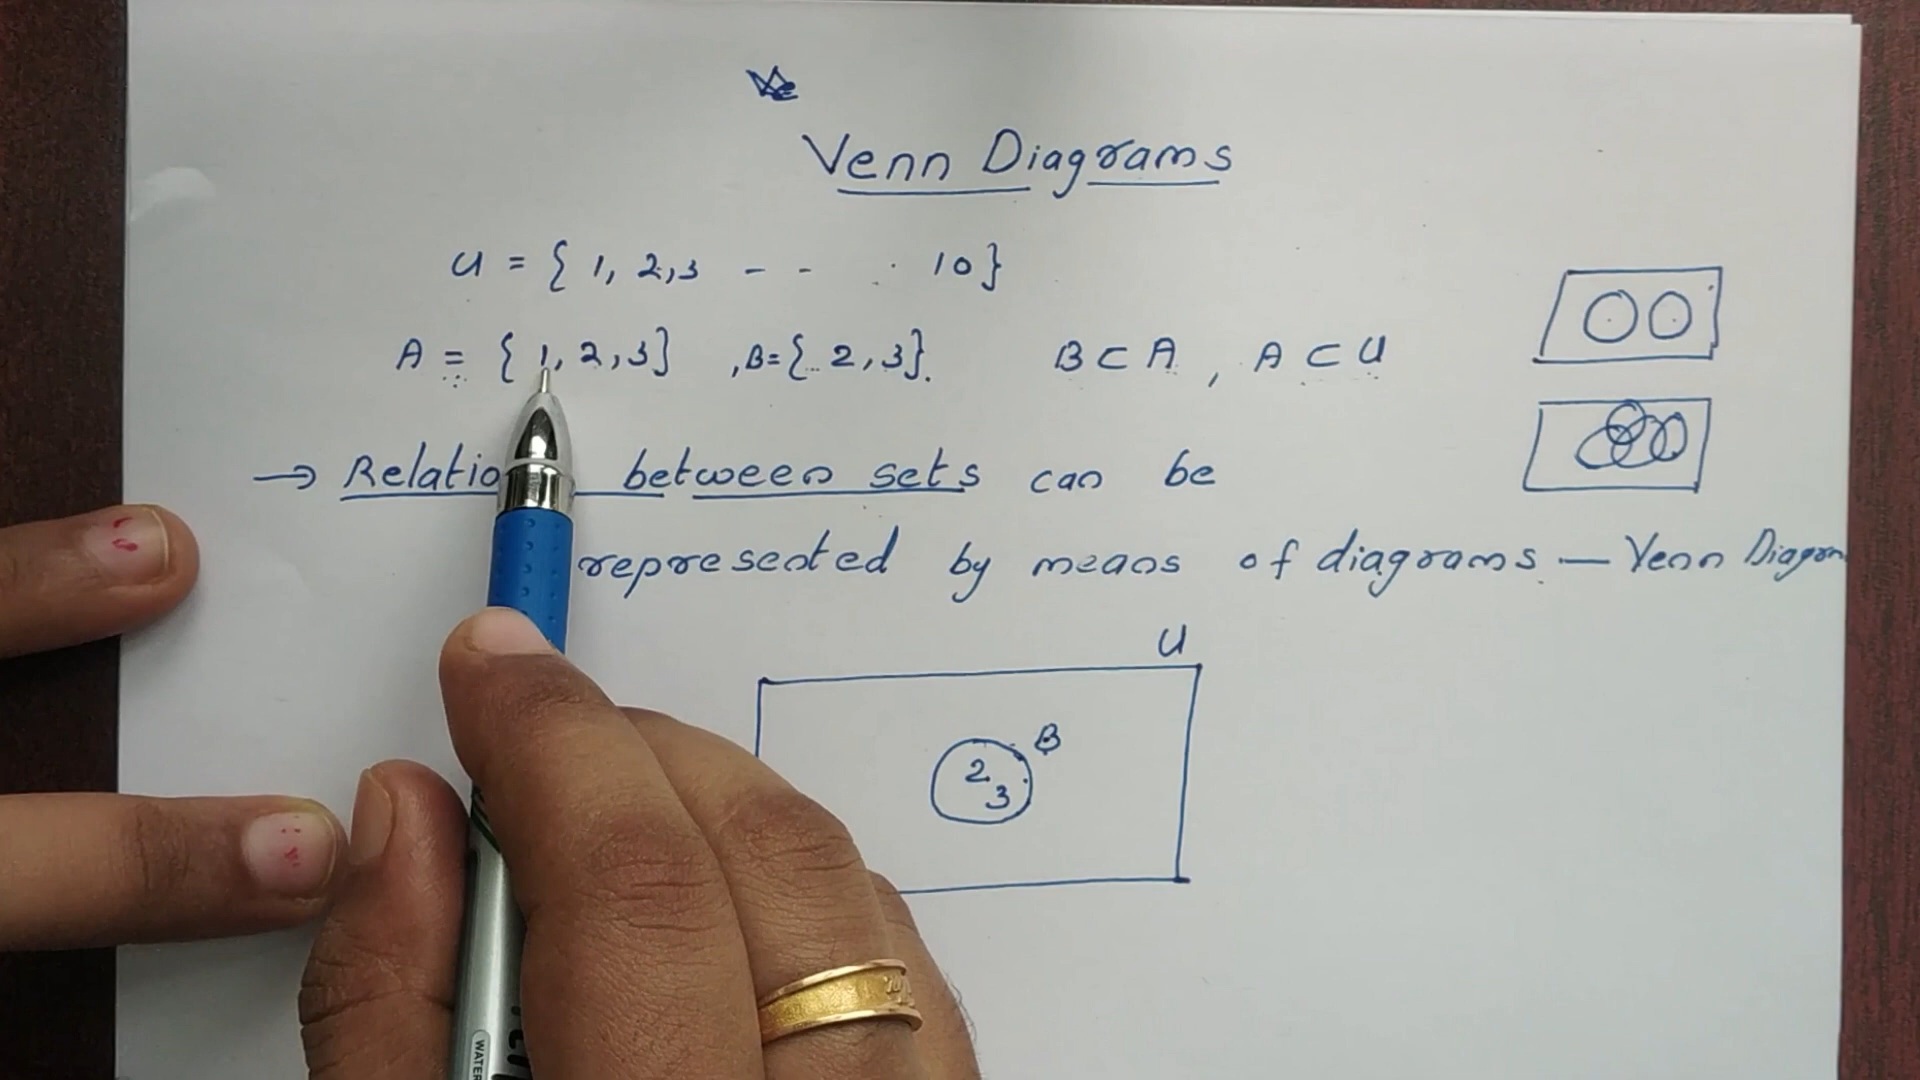 Venn Diagrams
U = { 1, 2,3 - - . 10}
A = { 1, 2,3} , B={ 2,3}. B ⊂ A , A ⊂ U
→ between sets can be
represented by means of diagrams — Venn
U
B
2
3